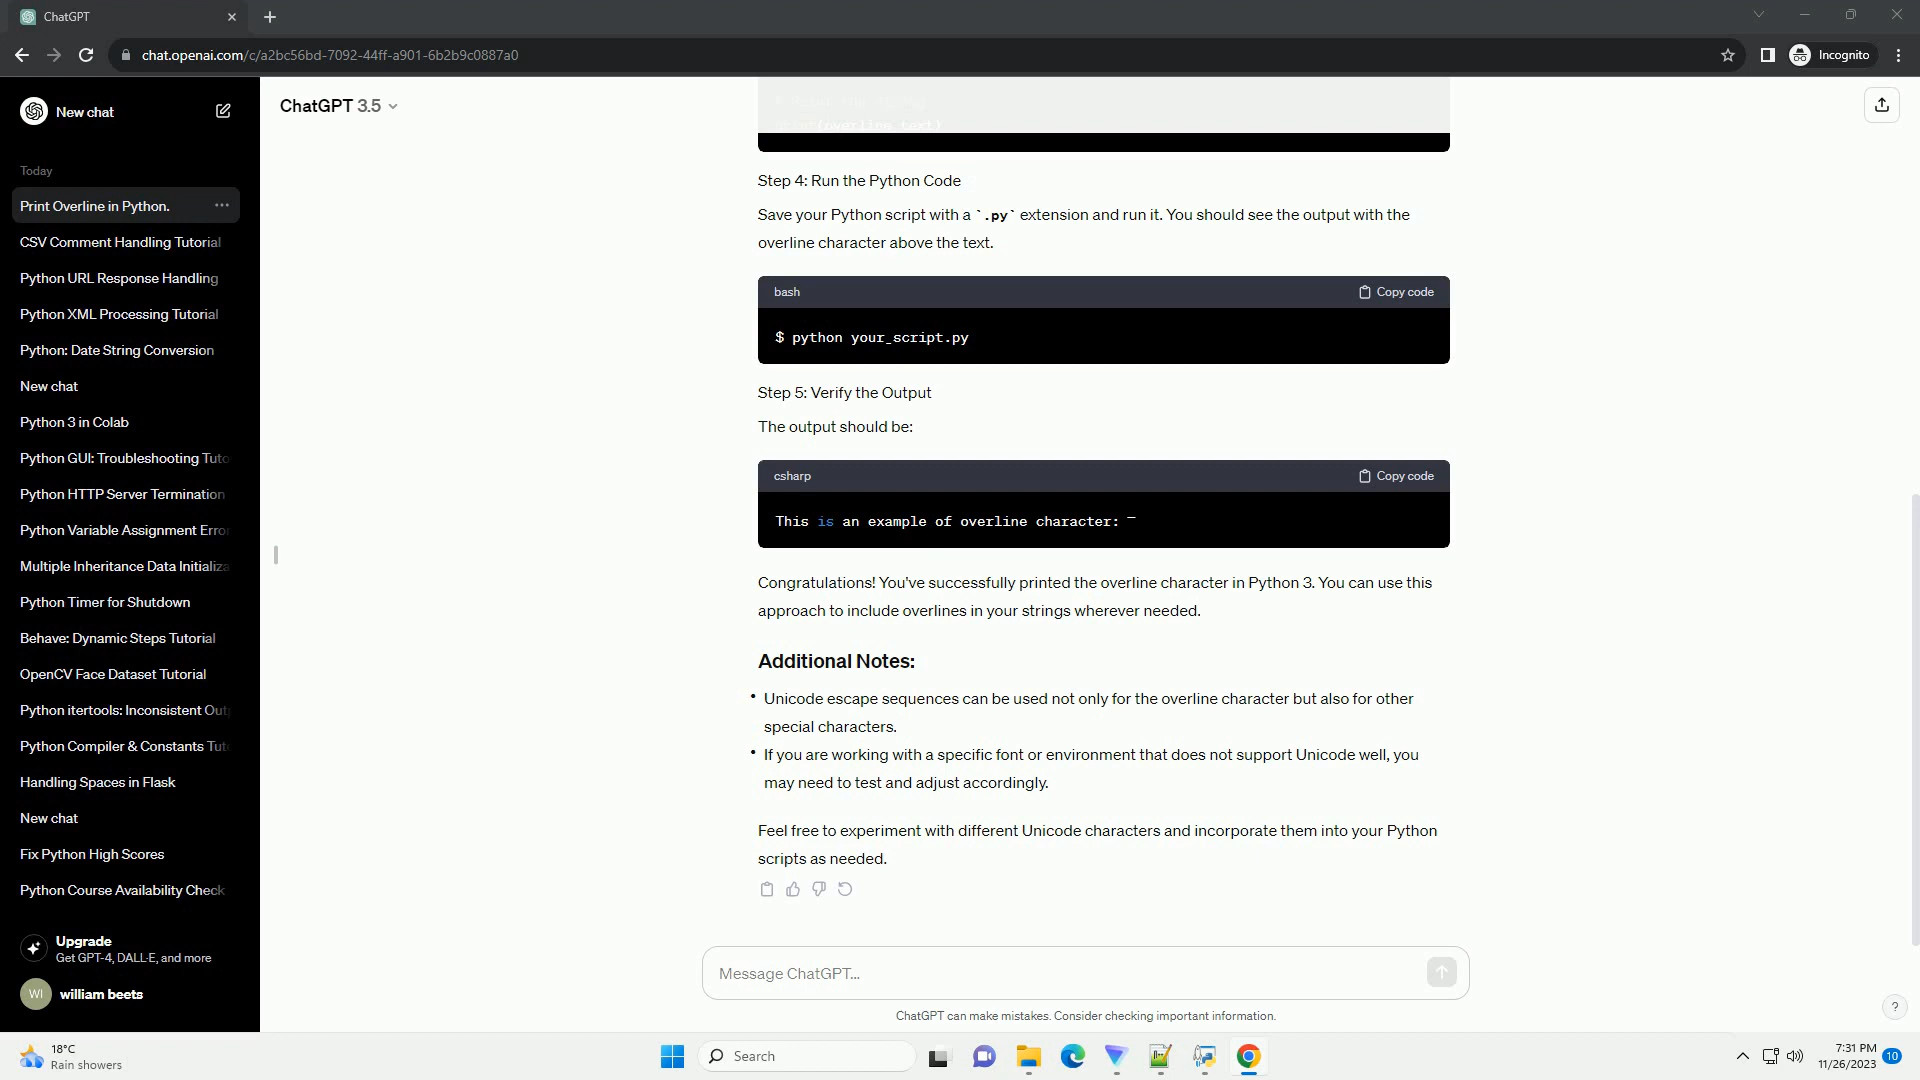 ChatGPT
chat.openai.com/c/a2bc56bd-7092-44ff-a901-6b2b9c0887a0
Incognito
New chat
Today
Print Overline in Python.
CSV Comment Handling Tutorial
Python URL Response Handling
Python XML Processing Tutorial
Python: Date String Conversion
New chat
Python 3 in Colab
Python GUI: Troubleshooting Tuto
Python HTTP Server Termination
Python Variable Assignment Error
Multiple Inheritance Data Initializa
Python Timer for Shutdown
Behave: Dynamic Steps Tutorial
OpenCV Face Dataset Tutorial
Python itertools: Inconsistent Outp
Python Compiler & Constants Tuto
Handling Spaces in Flask
New chat
Fix Python High Scores
Python Course Availability Check
Upgrade
Get GPT-4, DALL·E, and more
WI william beets
ChatGPT 3.5
print(overline_text)
Step 4: Run the Python Code
Save your Python script with a `.py` extension and run it. You should see the output with the
overline character above the text.
bash Copy code
$ python your_script.py
Step 5: Verify the Output
The output should be:
csharp Copy code
This is an example of overline character: ‾
Congratulations! You've successfully printed the overline character in Python 3. You can use this
approach to include overlines in your strings wherever needed.
Additional Notes:
• Unicode escape sequences can be used not only for the overline character but also for other
special characters.
• If you are working with a specific font or environment that does not support Unicode well, you
may need to test and adjust accordingly.
Feel free to experiment with different Unicode characters and incorporate them into your Python
scripts as needed.
Message ChatGPT...
ChatGPT can make mistakes. Consider checking important information.
?
18°C
Rain showers
Search
7:31 PM
11/26/2023
10